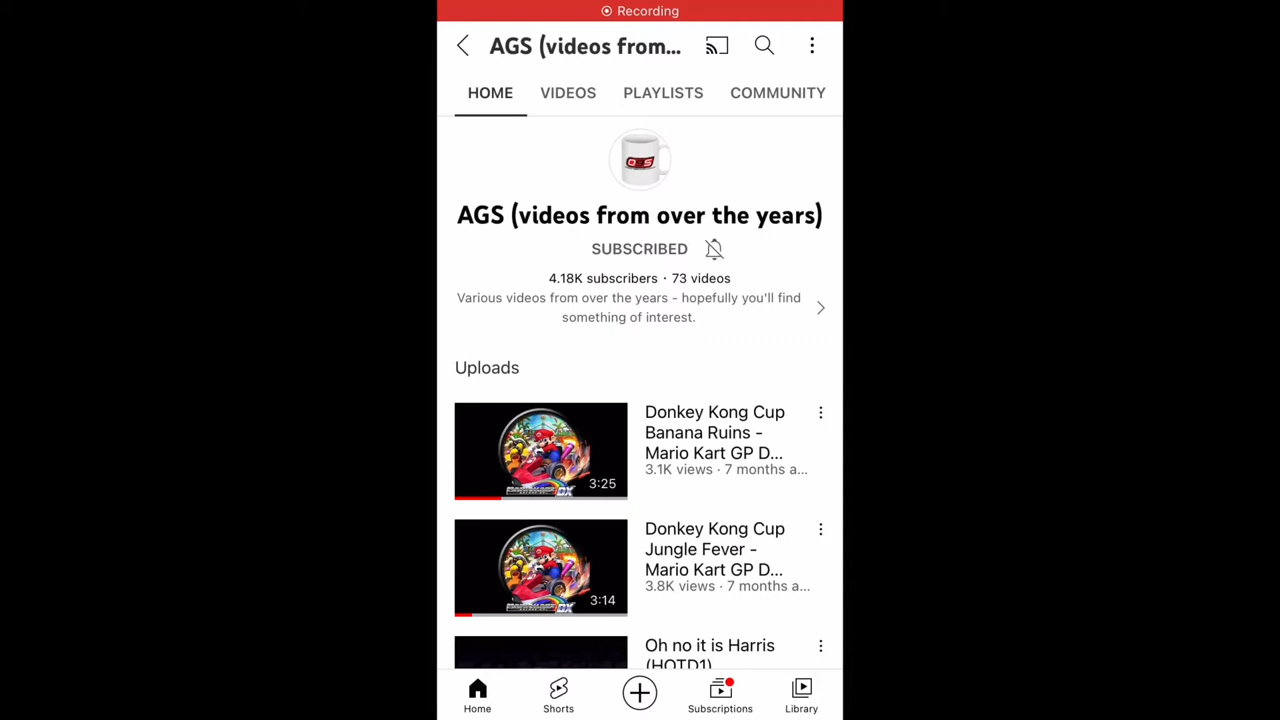 Recording
AGS (videos from...
HOME VIDEOS PLAYLISTS COMMUNITY
AGS (videos from over the years)
SUBSCRIBED
4.18K subscribers · 73 videos
Various videos from over the years - hopefully you'll find
something of interest.
Uploads
3:25
Donkey Kong Cup
Banana Ruins -
Mario Kart GP D...
3.1K views · 7 months a...
3:14
Donkey Kong Cup
Jungle Fever -
Mario Kart GP D...
3.8K views · 7 months a...
Oh no it is Harris
(HOTD1)
Home Shorts Subscriptions Library